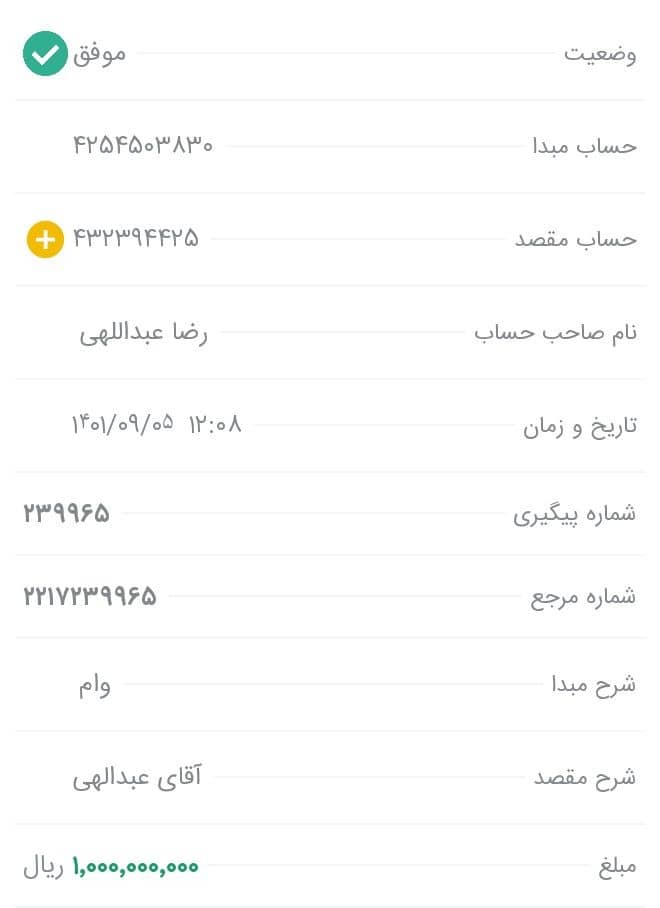 وضعیت موفق
حساب مبدا ۴۲۵۴۵۰۳۸۳۰
حساب مقصد ۴۳۲۳۹۴۴۲۵
نام صاحب حساب رضا عبداللهی
تاریخ و زمان ۱۲:۰۸ ۱۴۰۱/۰۹/۰۵
شماره پیگیری ۲۳۹۹۶۵
شماره مرجع ۲۲۱۷۲۳۹۹۶۵
شرح مبدا وام
شرح مقصد آقای عبدالهی
مبلغ ۱,۰۰۰,۰۰۰,۰۰۰ ریال